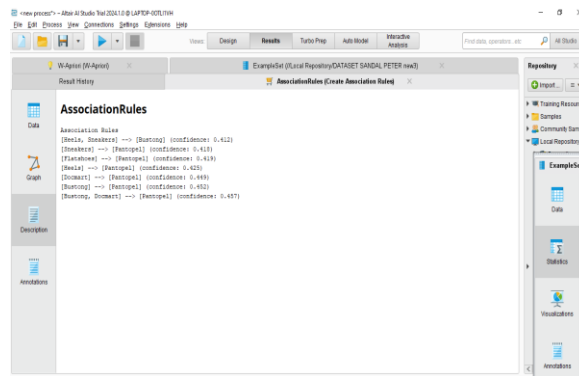 <new process*> – Altair AI Studio Trial 2024.1.0 @ LAPTOP-0OTLITVH
File Edit Process View Connections Settings Extensions Help
Views: Design Results Turbo Prep Auto Model Interactive Analysis
Find data, operators...etc All Studio
W-Apriori (W-Apriori) ExampleSet (//Local Repository/DATASET SANDAL PETER new3)
Result History AssociationRules (Create Association Rules)
Repository
Import...
Training Resour
Samples
Community Sam
Local Repository
Data
Graph
Description
Annotations
AssociationRules
Association Rules
[Heels, Sneakers] --> [Bustong] (confidence: 0.412)
[Sneakers] --> [Pantopel] (confidence: 0.418)
[Flatshoes] --> [Pantopel] (confidence: 0.419)
[Heels] --> [Pantopel] (confidence: 0.425)
[Docmart] --> [Pantopel] (confidence: 0.449)
[Bustong] --> [Pantopel] (confidence: 0.452)
[Bustong, Docmart] --> [Pantopel] (confidence: 0.457)
ExampleSe
Data
Statistics
Visualizations
Annotations